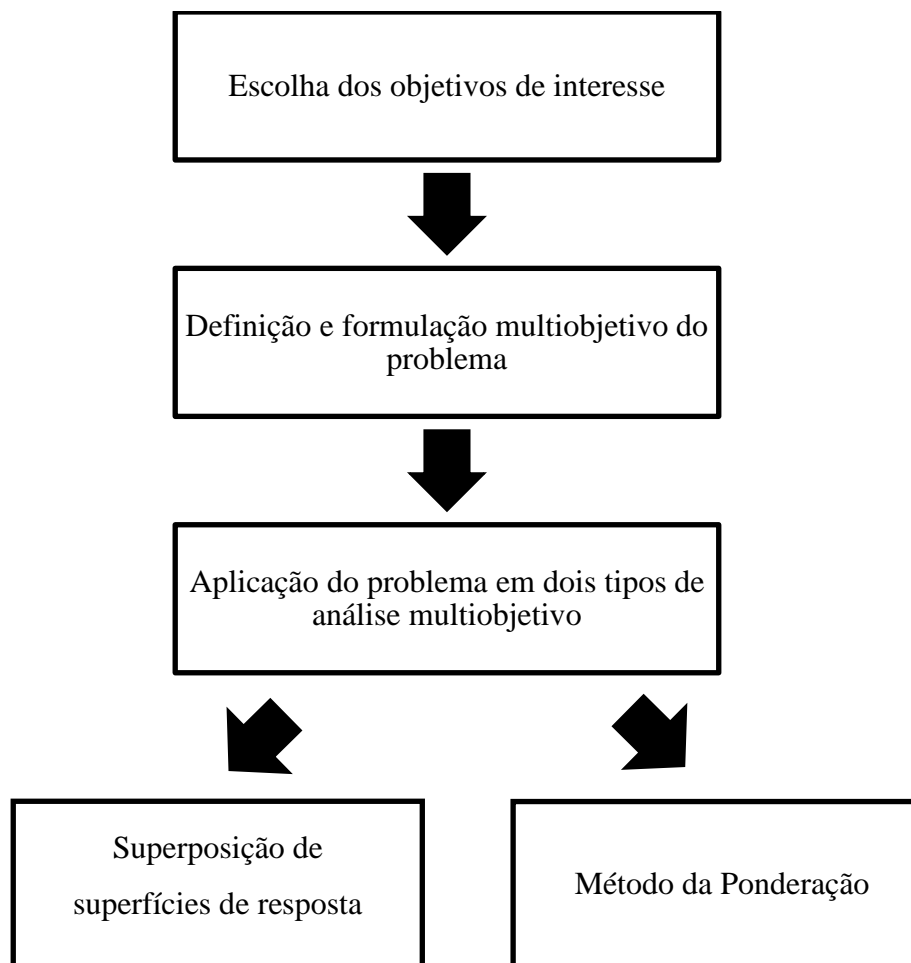 Escolha dos objetivos de interesse
Definição e formulação multiobjetivo do
problema
Aplicação do problema em dois tipos de
análise multiobjetivo
Superposição de
superfícies de resposta
Método da Ponderação